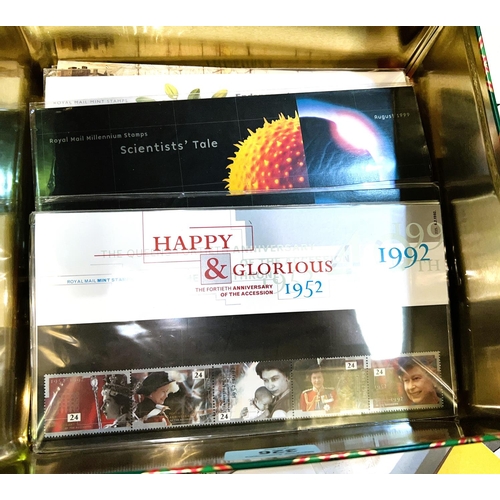 ROYAL MAIL MINT STAMPS
Royal Mail Millennium Stamps
Scientists' Tale
August 1999
HAPPY
& GLORIOUS
1992
THE FORTIETH ANNIVERSARY
OF THE ACCESSION
1952
ROYAL MAIL MINT STAMPS
24
24
24
24
24